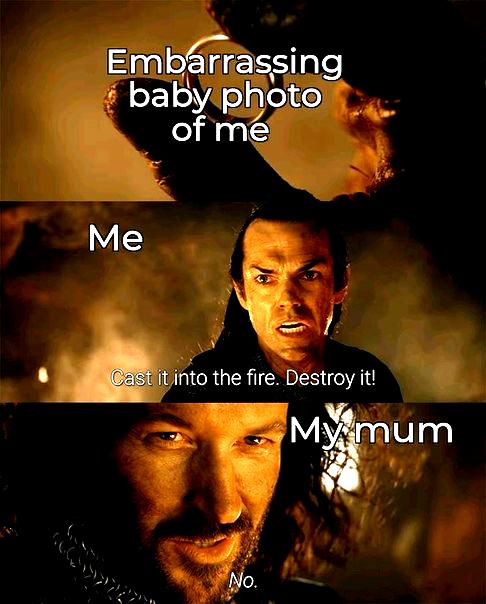 Embarrassing
baby photo
of me
Me
Cast it into the fire. Destroy it!
My mum
No.